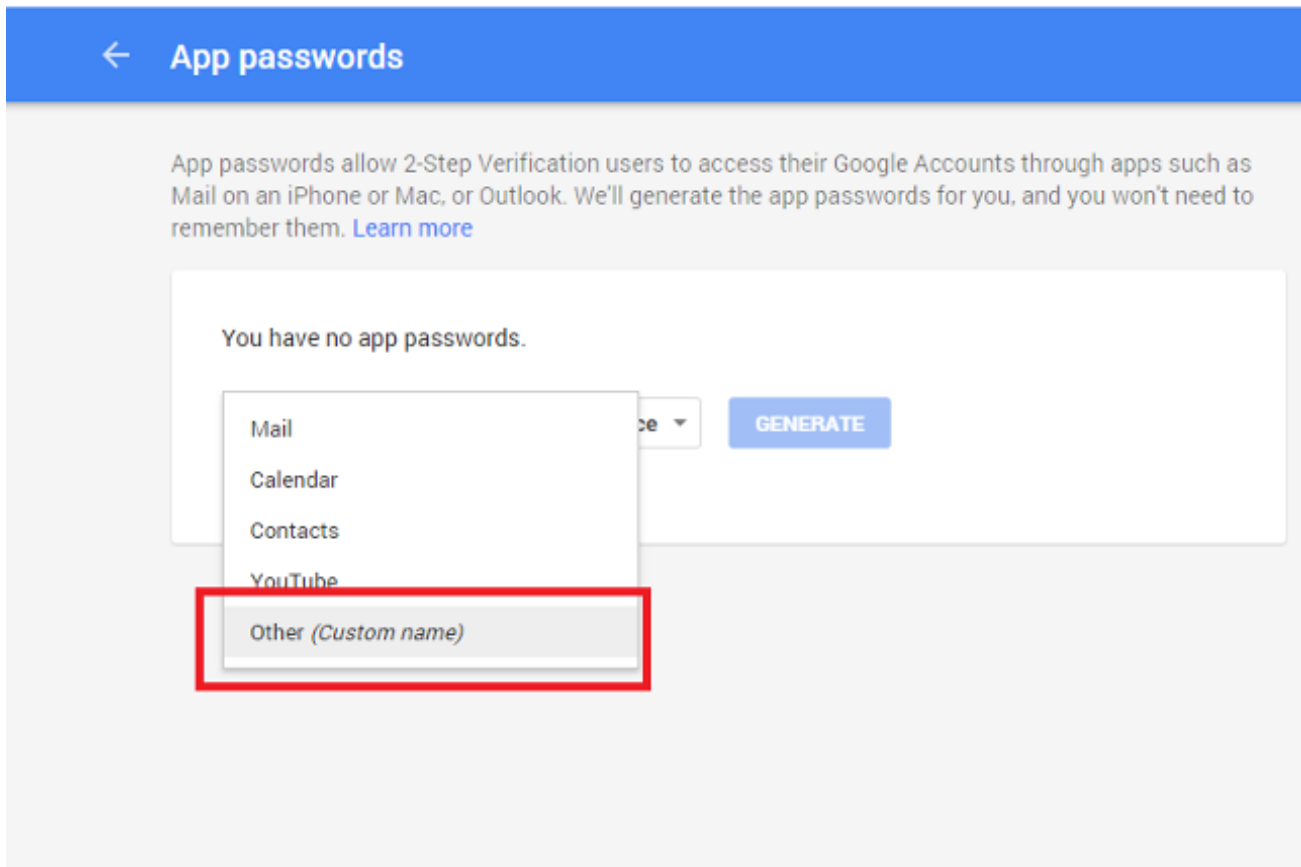 App passwords
App passwords allow 2-Step Verification users to access their Google Accounts through apps such as
Mail on an iPhone or Mac, or Outlook. We'll generate the app passwords for you, and you won't need to
remember them. Learn more
You have no app passwords.
Mail
ce GENERATE
Calendar
Contacts
YouTube
Other (Custom name)